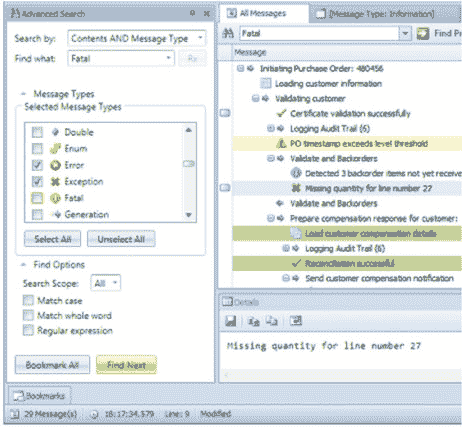 Advanced Search
Search by: Contents AND Message Type
Find what: Fatal
Rx
Message Types
Selected Message Types
Double
Enum
Error
Exception
Fatal
Generation
Select All
Unselect All
Find Options
Search Scope: All
Match case
Match whole word
Regular expression
Bookmark All
Find Next
All Messages
[Message Type: Information]
Fatal
Find Pr
Message
Initiating Purchase Order: 480456
Loading customer information
Validating customer
Certificate validation successfully
Logging Audit Trail (6)
PO timestamp exceeds level threshold
Validate and Backorders
Detected 3 backorder items not yet receive
Missing quantity for line number 27
Validate and Backorders
Prepare compensation response for customer:
Load customer compensation details
Logging Audit Trail (6)
Reconciliation successful
Send customer compensation notification
Details
Missing quantity for line number 27
Bookmarks
29 Message(s)
18:17:34.579
Line: 9
Modified